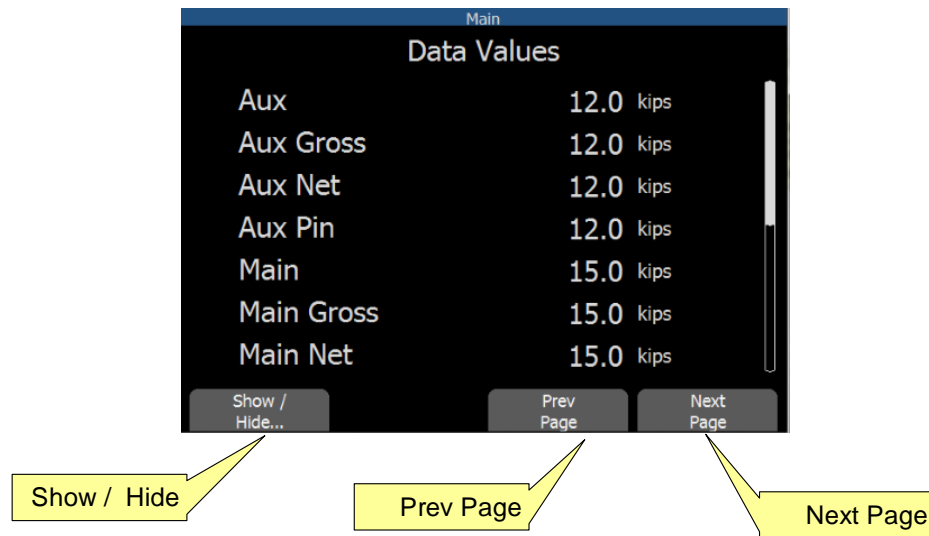 Main
Data Values
Aux 12.0 kips
Aux Gross 12.0 kips
Aux Net 12.0 kips
Aux Pin 12.0 kips
Main 15.0 kips
Main Gross 15.0 kips
Main Net 15.0 kips
Show / Prev Next
Hide... Page Page
Show / Hide
Prev Page
Next Page